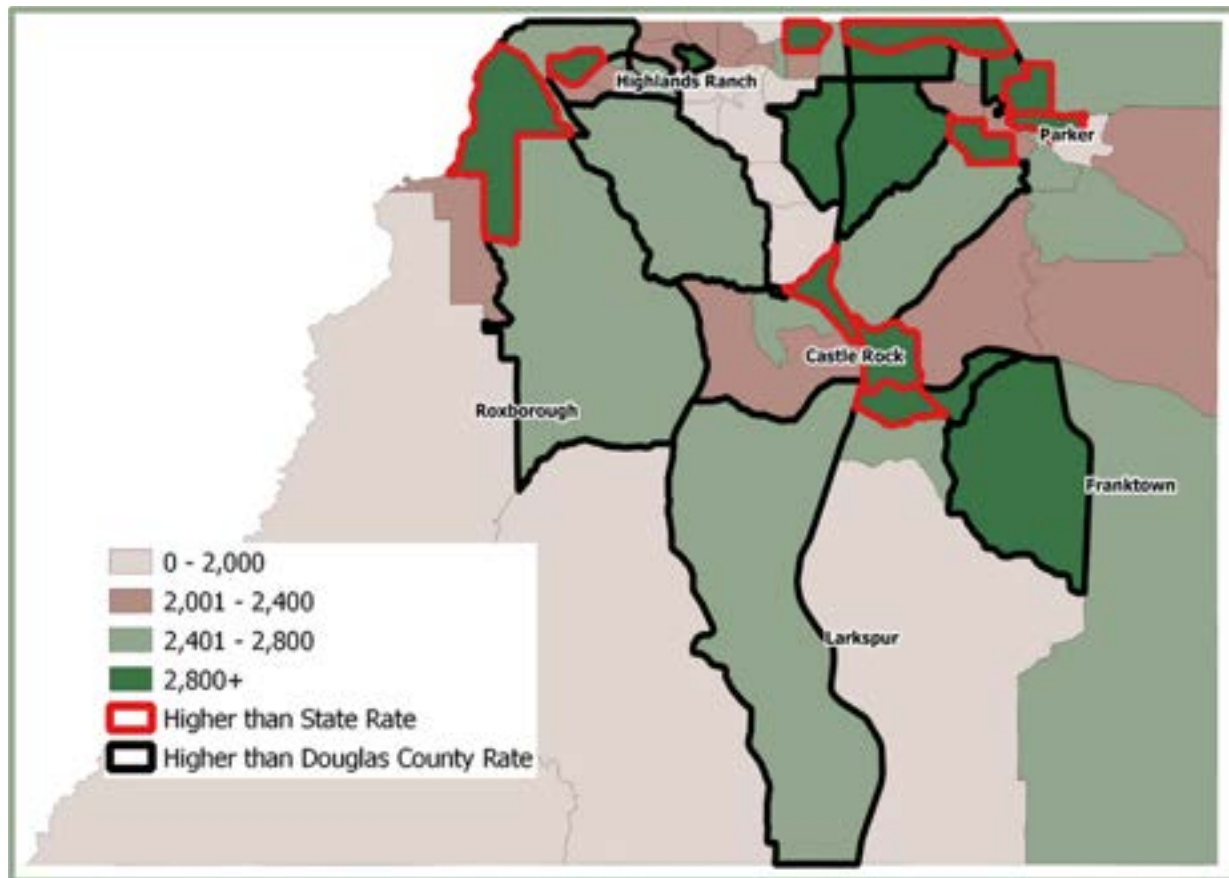 Highlands Ranch
Parker
Castle Rock
Roxborough
Franktown
Larkspur
0 - 2,000
2,001 - 2,400
2,401 - 2,800
2,800+
Higher than State Rate
Higher than Douglas County Rate